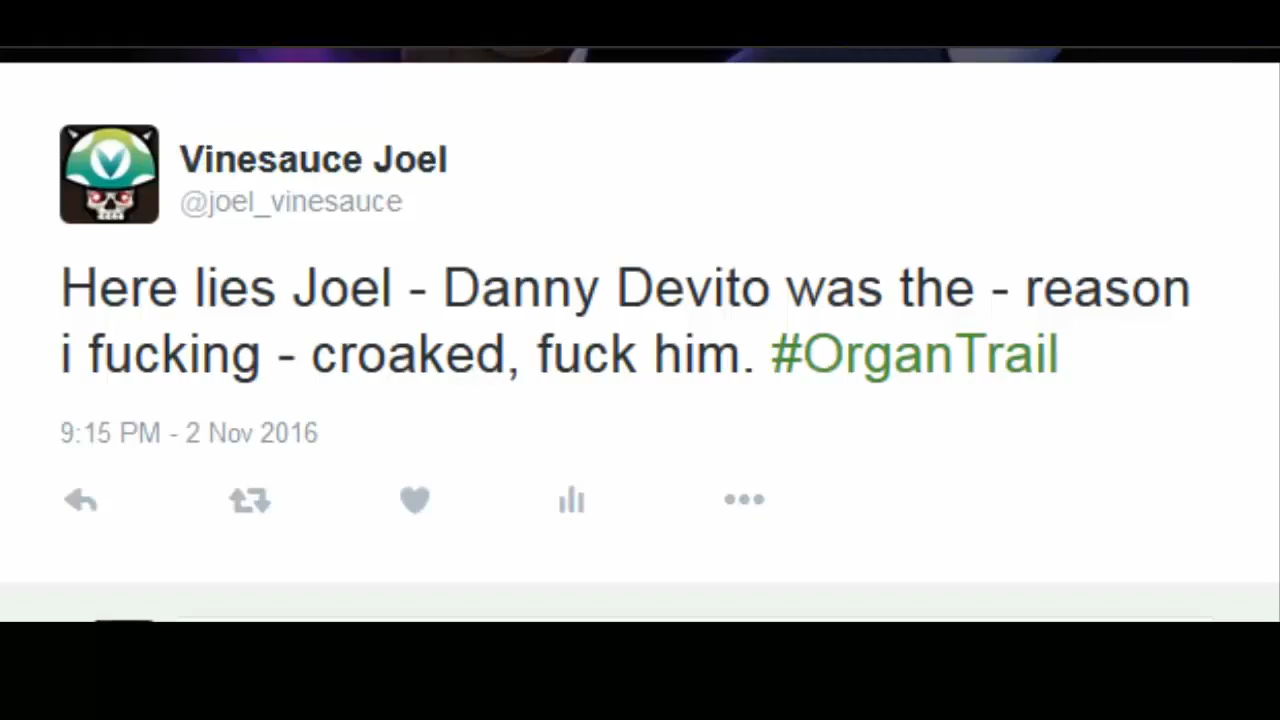 Vinesauce Joel
@joel_vinesauce
Here lies Joel - Danny Devito was the - reason
i fucking - croaked, fuck him. #OrganTrail
9:15 PM - 2 Nov 2016